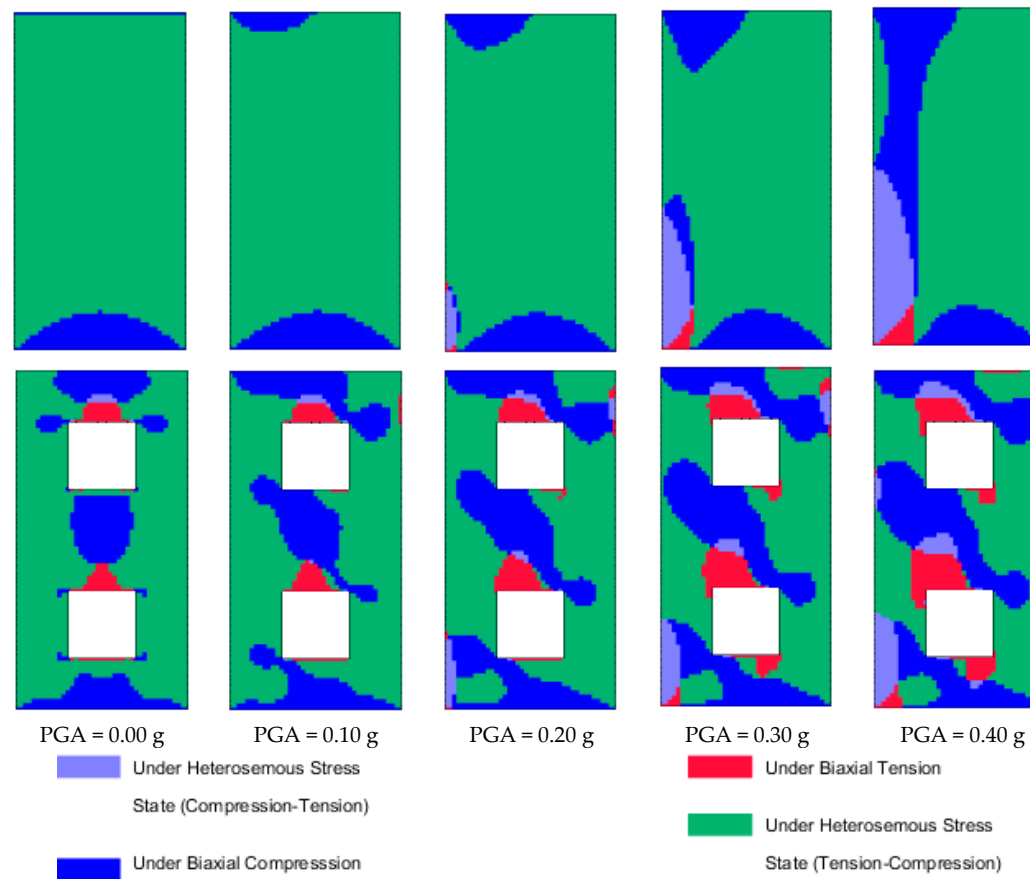 PGA = 0.00 g
PGA = 0.10 g
PGA = 0.20 g
PGA = 0.30 g
PGA = 0.40 g
Under Heterosemous Stress
State (Compression-Tension)
Under Biaxial Compresssion
Under Biaxial Tension
Under Heterosemous Stress
State (Tension-Compression)